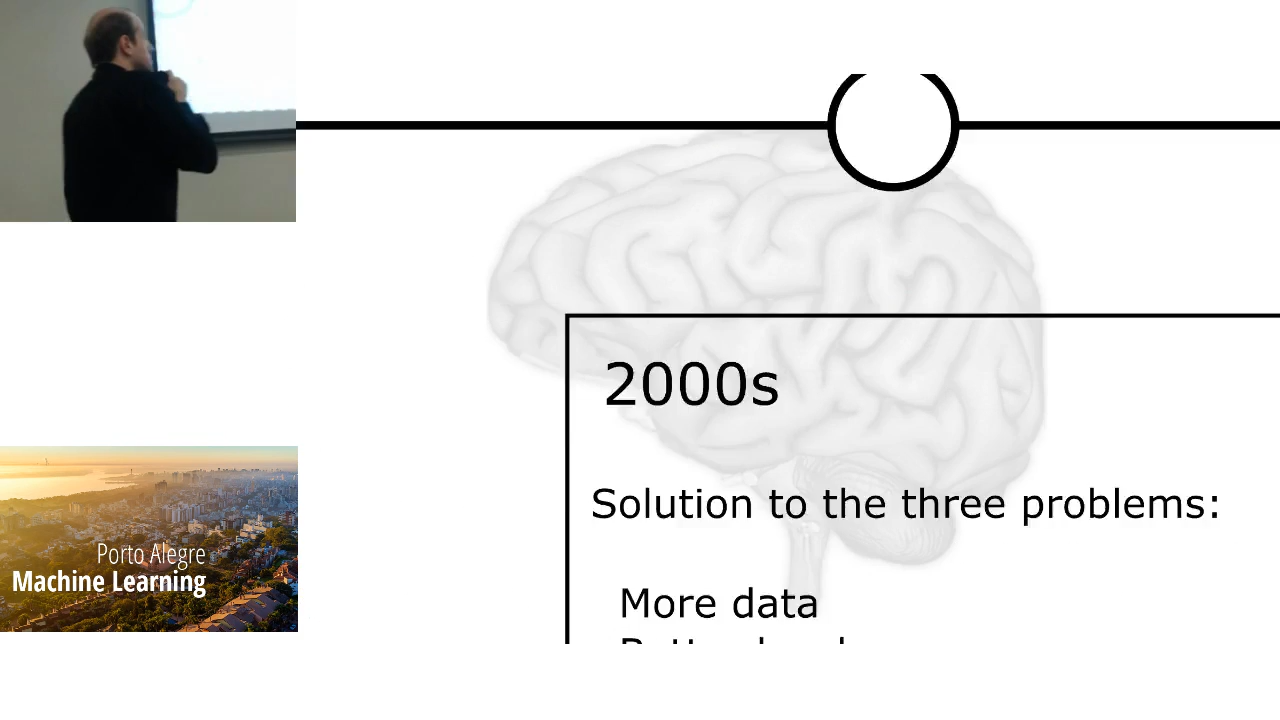 2000s
Solution to the three problems:
More data
Porto Alegre
Machine Learning